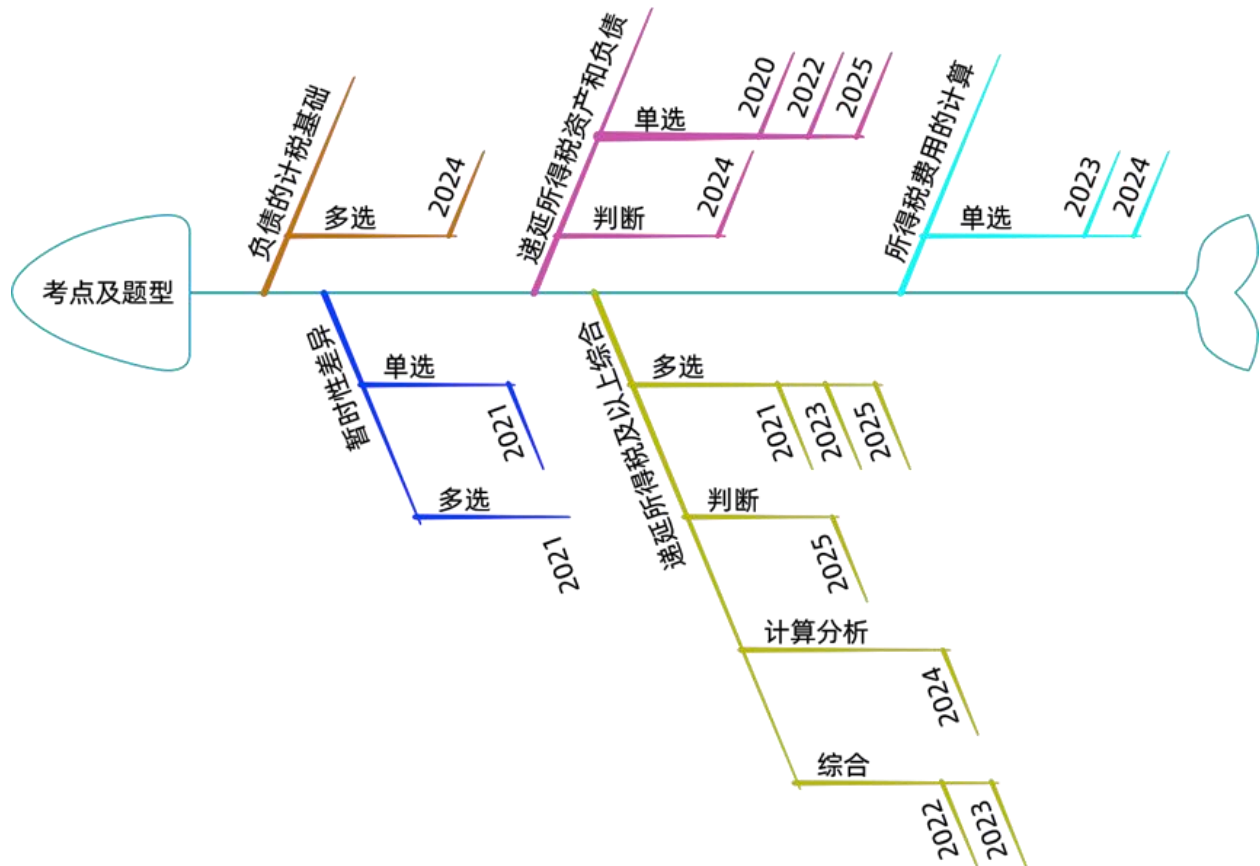 考点及题型
负债的计税基础
多选
2024
暂时性差异
单选
2021
多选
2021
递延所得税资产和负债
单选
2020
2022
2025
判断
2024
递延所得税及以上综合
多选
2021
2023
2025
判断
2025
计算分析
2024
综合
2022
2023
所得税费用的计算
单选
2023
2024